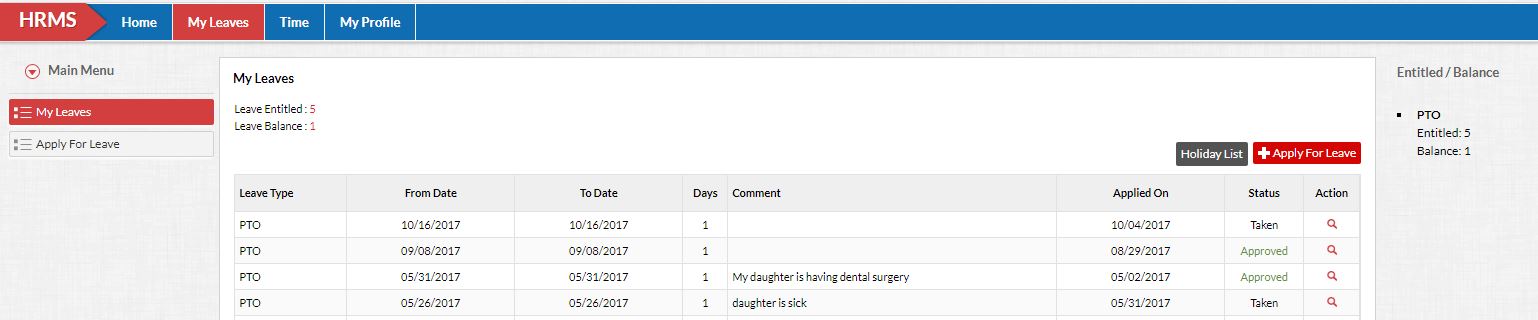 HRMS Home My Leaves Time My Profile
Main Menu
My Leaves
Apply For Leave
My Leaves
Leave Entitled : 5
Leave Balance : 1
Holiday List Apply For Leave
Leave Type From Date To Date Days Comment Applied On Status Action
PTO 10/16/2017 10/16/2017 1 10/04/2017 Taken
PTO 09/08/2017 09/08/2017 1 08/29/2017 Approved
PTO 05/31/2017 05/31/2017 1 My daughter is having dental surgery 05/02/2017 Approved
PTO 05/26/2017 05/26/2017 1 daughter is sick 05/31/2017 Taken
Entitled / Balance
PTO
Entitled: 5
Balance: 1